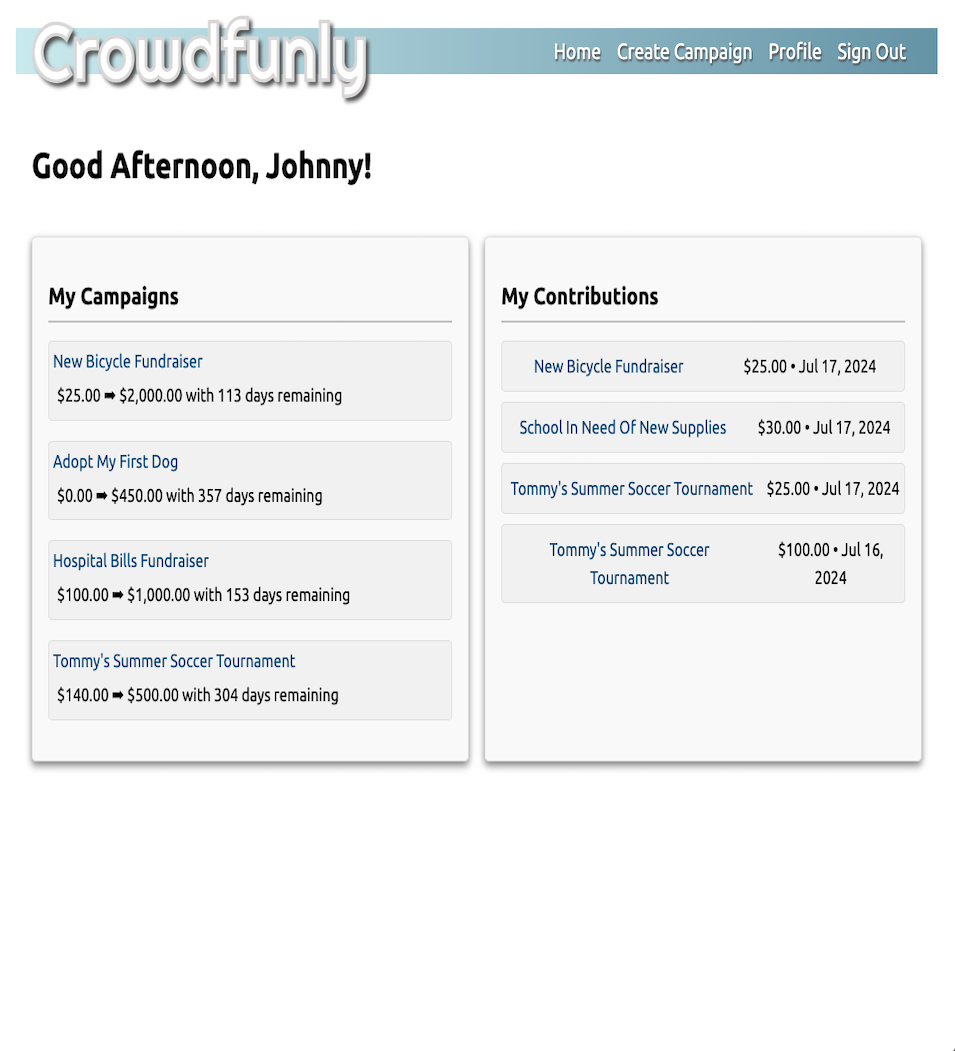 Crowdfunly
Home Create Campaign Profile Sign Out
Good Afternoon, Johnny!
My Campaigns
New Bicycle Fundraiser
$25.00 ➡ $2,000.00 with 113 days remaining
Adopt My First Dog
$0.00 ➡ $450.00 with 357 days remaining
Hospital Bills Fundraiser
$100.00 ➡ $1,000.00 with 153 days remaining
Tommy's Summer Soccer Tournament
$140.00 ➡ $500.00 with 304 days remaining
My Contributions
New Bicycle Fundraiser $25.00 • Jul 17, 2024
School In Need Of New Supplies $30.00 • Jul 17, 2024
Tommy's Summer Soccer Tournament $25.00 • Jul 17, 2024
Tommy's Summer Soccer $100.00 • Jul 16,
Tournament 2024